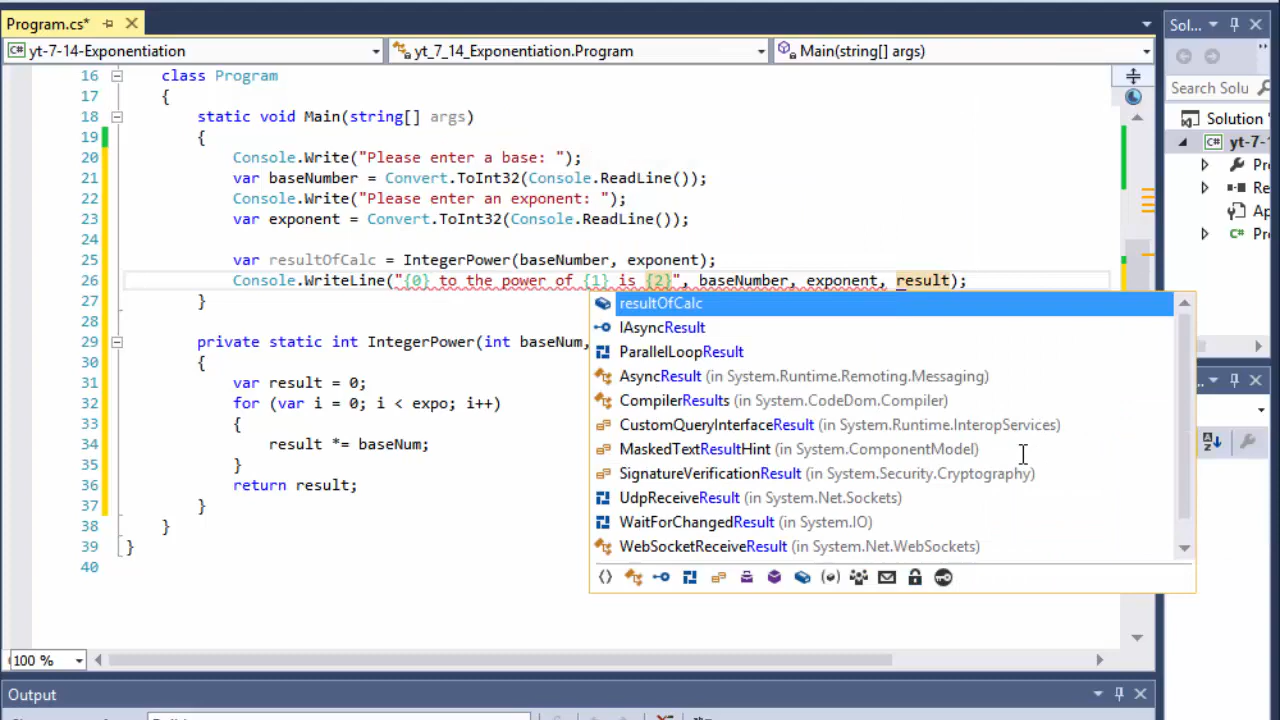 Program.cs*
Sol...
yt-7-14-Exponentiation
yt_7_14_Exponentiation.Program
Main(string[] args)
Search Solu
Solution '
yt-7-1
Pr
Re
Ap
Pr
16 class Program
17 {
18 static void Main(string[] args)
19 {
20 Console.Write("Please enter a base: ");
21 var baseNumber = Convert.ToInt32(Console.ReadLine());
22 Console.Write("Please enter an exponent: ");
23 var exponent = Convert.ToInt32(Console.ReadLine());
24
25 var resultOfCalc = IntegerPower(baseNumber, exponent);
26 Console.WriteLine("{0} to the power of {1} is {2}", baseNumber, exponent, result);
27 }
28
29 private static int IntegerPower(int baseNum,
30 {
31 var result = 0;
32 for (var i = 0; i < expo; i++)
33 {
34 result *= baseNum;
35 }
36 return result;
37 }
38 }
39 }
40
resultOfCalc
IAsyncResult
ParallelLoopResult
AsyncResult (in System.Runtime.Remoting.Messaging)
CompilerResults (in System.CodeDom.Compiler)
CustomQueryInterfaceResult (in System.Runtime.InteropServices)
MaskedTextResultHint (in System.ComponentModel)
SignatureVerificationResult (in System.Security.Cryptography)
UdpReceiveResult (in System.Net.Sockets)
WaitForChangedResult (in System.IO)
WebSocketReceiveResult (in System.Net.WebSockets)
100 %
Output